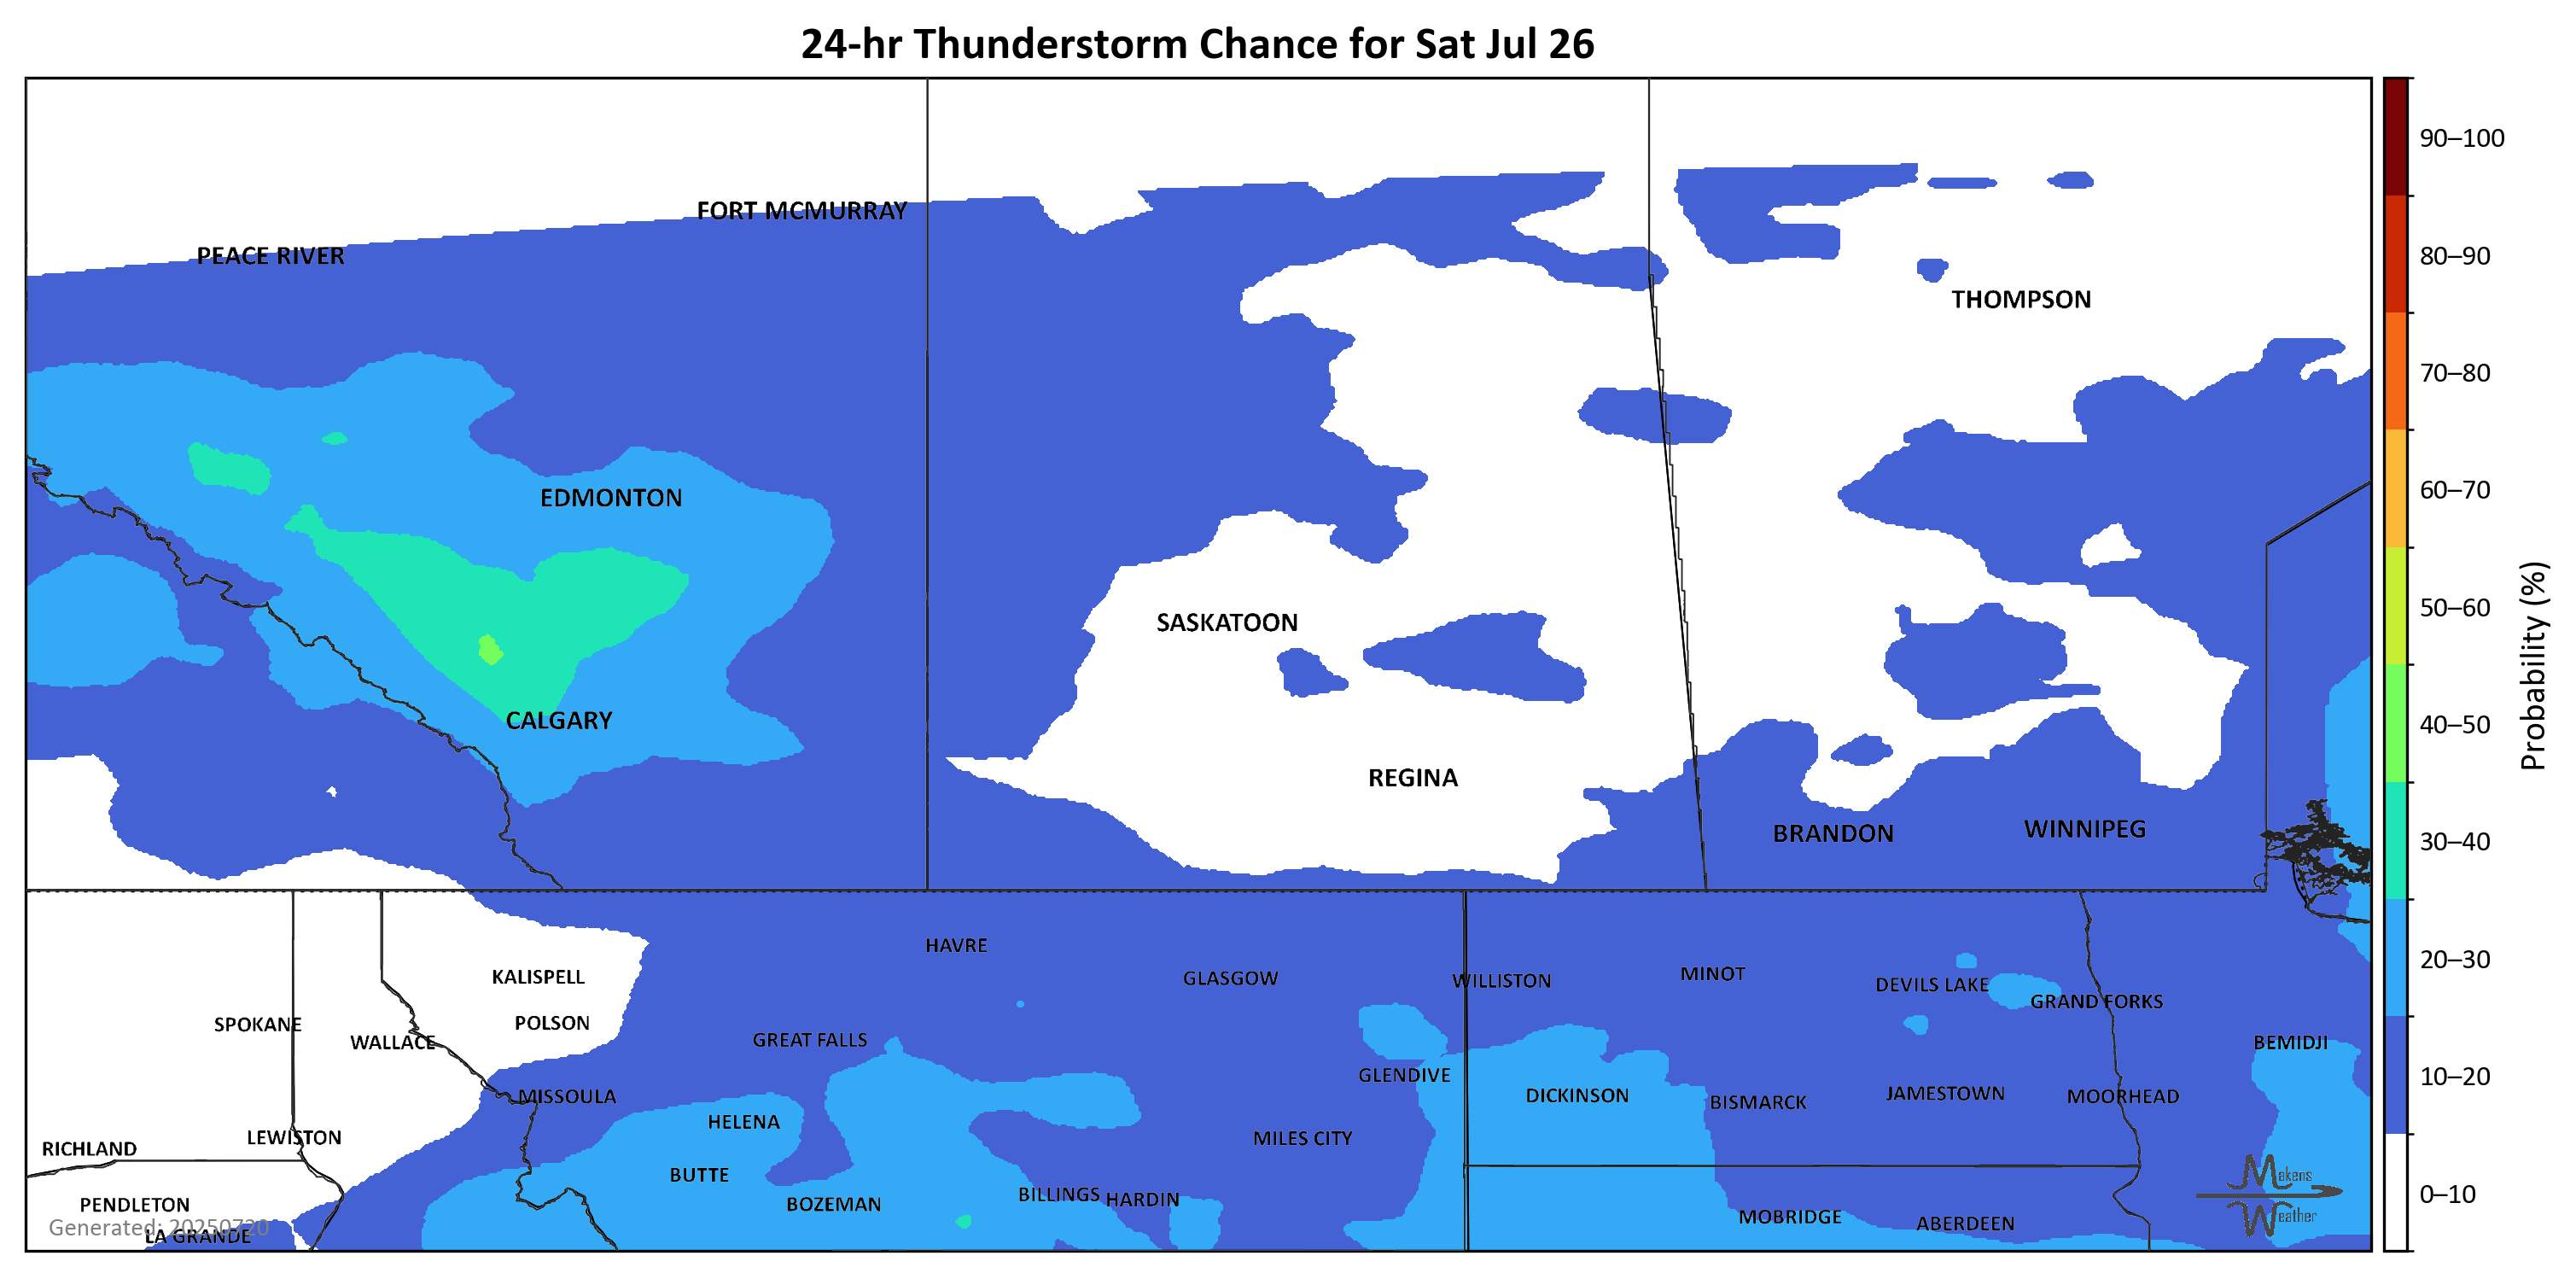 24-hr Thunderstorm Chance for Sat Jul 26
FORT MCMURRAY
PEACE RIVER
THOMPSON
EDMONTON
SASKATOON
CALGARY
REGINA
BRANDON
WINNIPEG
HAVRE
KALISPELL
GLASGOW
WILLISTON
MINOT
DEVILS LAKE
GRAND FORKS
SPOKANE
POLSON
WALLACE
GREAT FALLS
BEMIDJI
GLENDIVE
MISSOULA
DICKINSON
BISMARCK
JAMESTOWN
MOORHEAD
HELENA
LEWISTON
MILES CITY
RICHLAND
BUTTE
PENDLETON
BOZEMAN
BILLINGS
HARDIN
MOBRIDGE
ABERDEEN
Generated: 20250720
LA GRANDE
Makens
Weather
90–100
80–90
70–80
60–70
50–60
40–50
30–40
20–30
10–20
0–10
Probability (%)